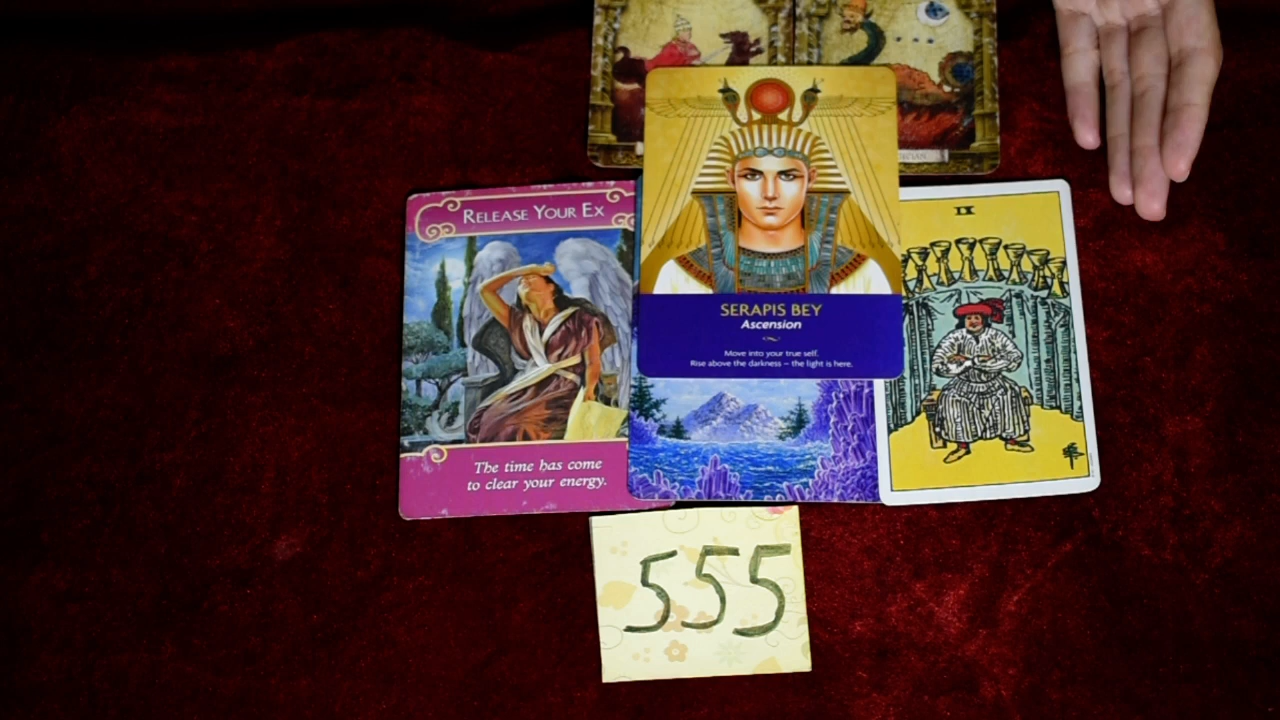 RELEASE YOUR EX
The time has come
to clear your energy.
SERAPIS BEY
Ascension
Move into your true self.
Rise above the darkness – the light is here.
555